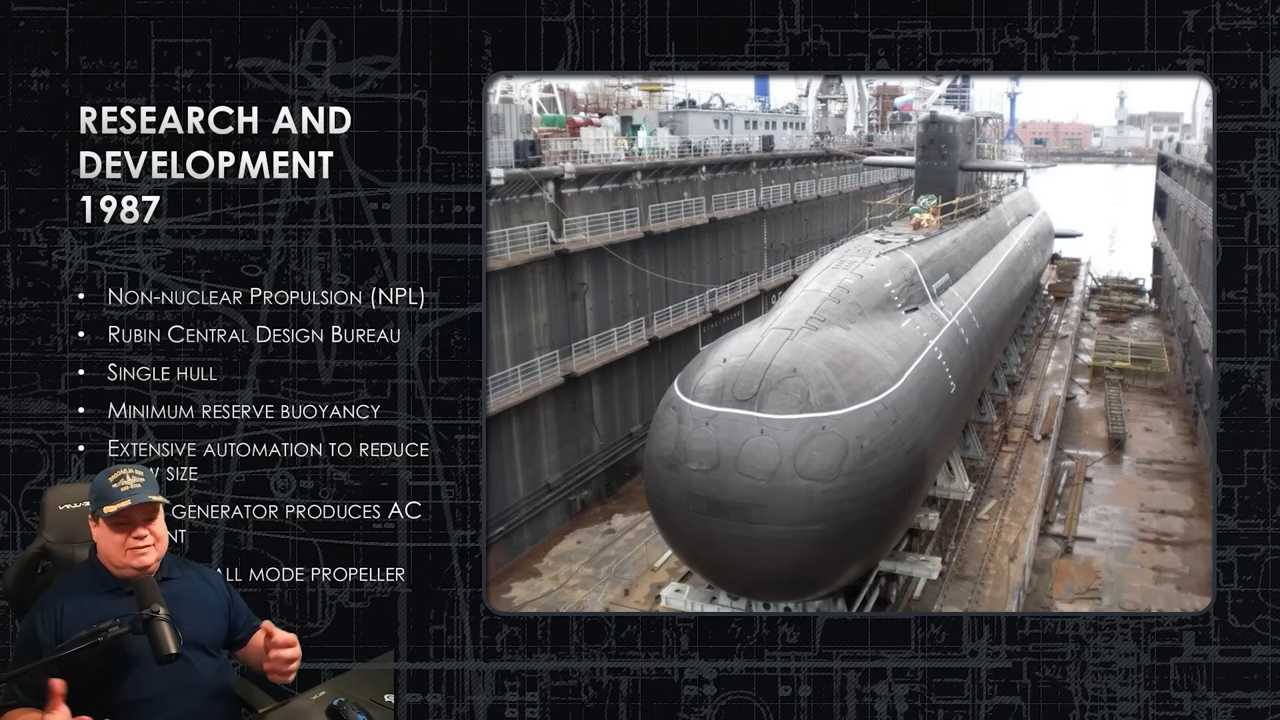 RESEARCH AND
DEVELOPMENT
1987
• NON-NUCLEAR PROPULSION (NPL)
• RUBIN CENTRAL DESIGN BUREAU
• SINGLE HULL
• MINIMUM RESERVE BUOYANCY
• EXTENSIVE AUTOMATION TO REDUCE
SIZE
GENERATOR PRODUCES AC
ALL MODE PROPELLER